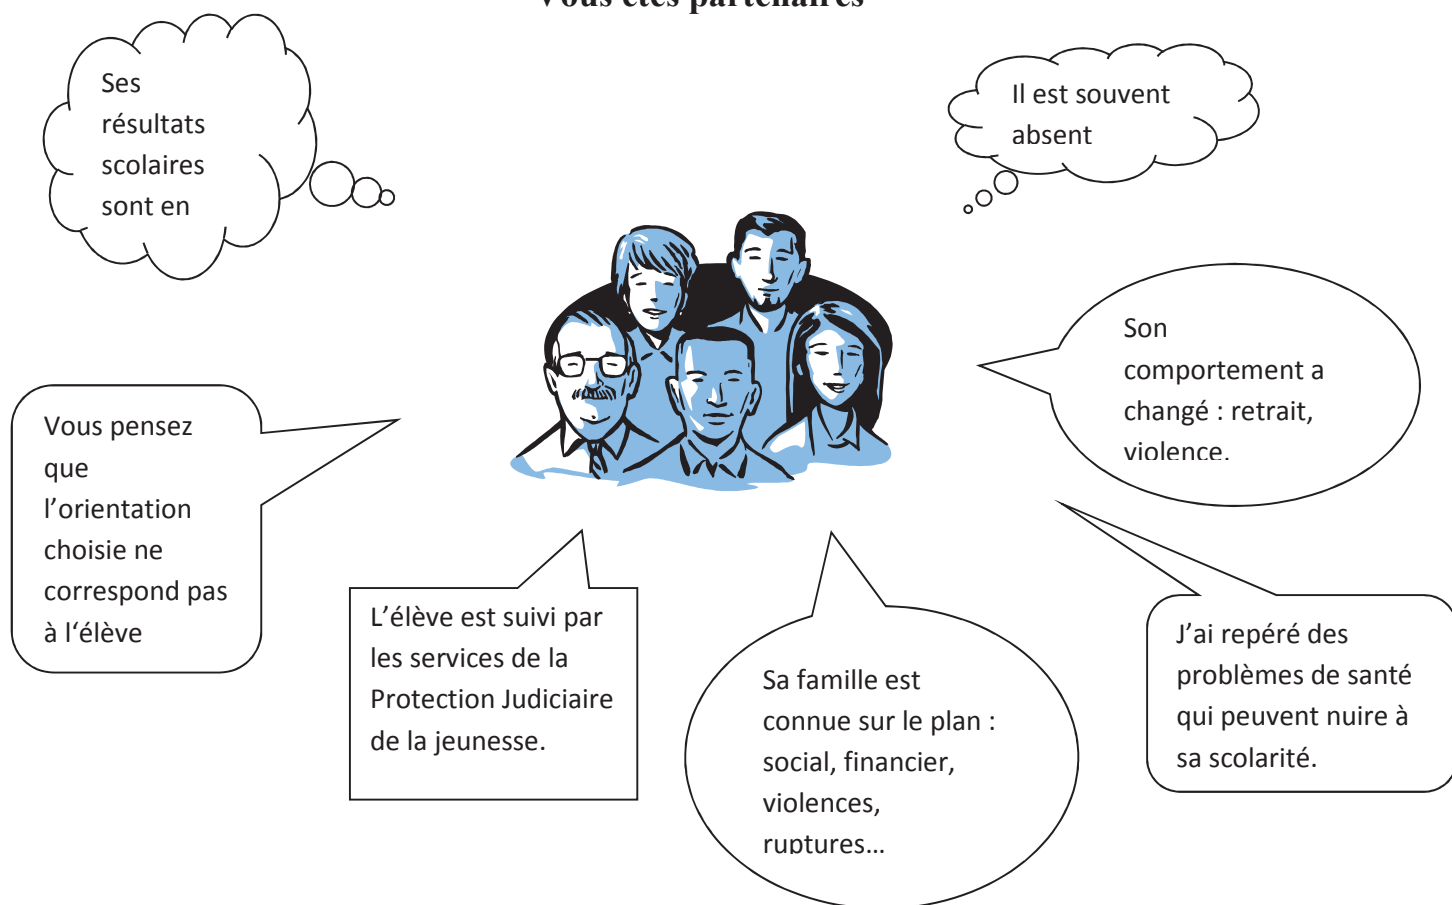 Vous êtes partenaires
Ses
résultats
scolaires
sont en
Il est souvent
absent
Son
comportement a
changé : retrait,
violence.
Vous pensez
que
l’orientation
choisie ne
correspond pas
à l‘élève
L’élève est suivi par
les services de la
Protection Judiciaire
de la jeunesse.
Sa famille est
connue sur le plan :
social, financier,
violences,
ruptures…
J’ai repéré des
problèmes de santé
qui peuvent nuire à
sa scolarité.